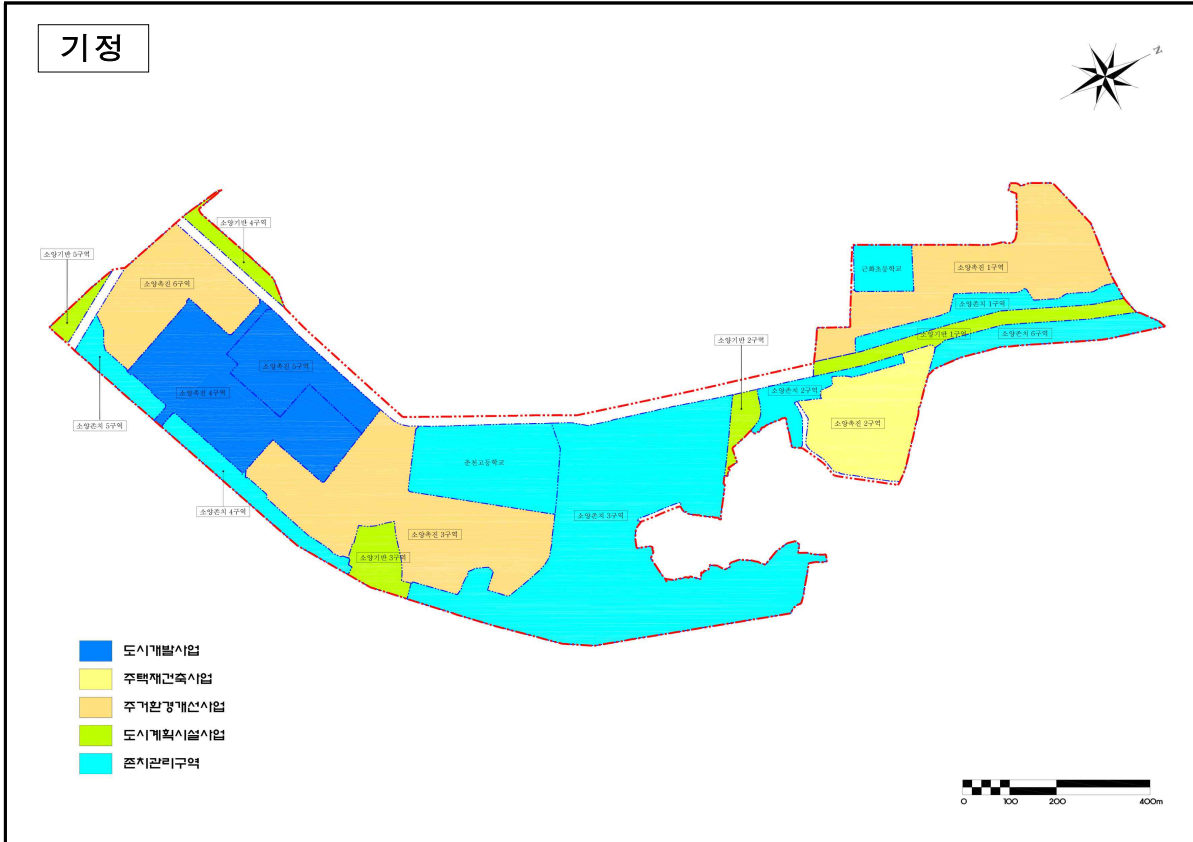 기정
N
소양기반 4구역
소양기반 5구역
소양촉진 6구역
근화초등학교
소양촉진 1구역
소양존치 1구역
소양기반 1구역
소양존치 6구역
소양기반 2구역
소양촉진 5구역
소양촉진 4구역
소양존치 2구역
소양촉진 2구역
소양존치 5구역
춘천고등학교
소양존치 4구역
소양존치 3구역
소양촉진 3구역
소양기반 3구역
도시개발사업
주택재건축사업
주거환경개선사업
도시계획시설사업
존치관리구역
0 100 200 400m